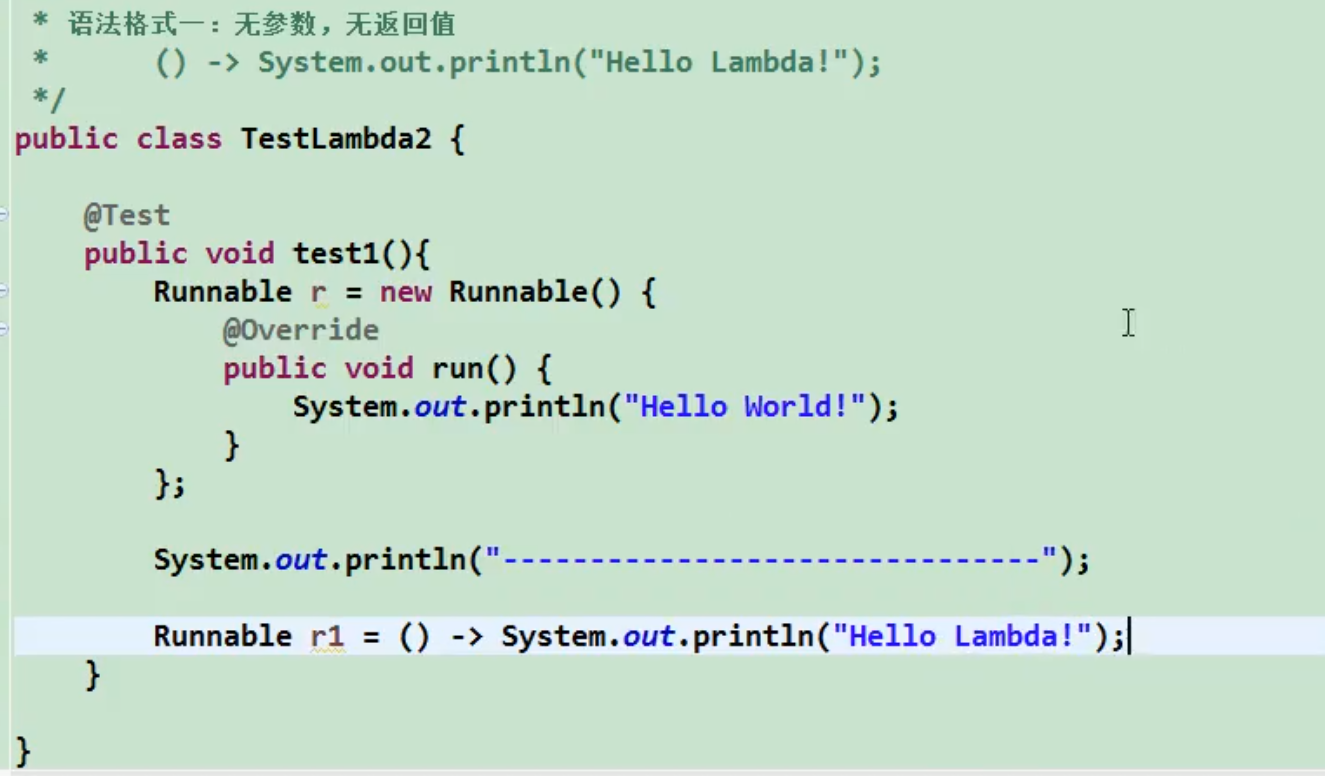 * 语法格式一：无参数，无返回值
*      () -> System.out.println("Hello Lambda!");
*/
public class TestLambda2 {
    @Test
    public void test1(){
        Runnable r = new Runnable() {
            @Override
            public void run() {
                System.out.println("Hello World!");
            }
        };
        System.out.println("-------------------------------");
        Runnable r1 = () -> System.out.println("Hello Lambda!");
    }
}